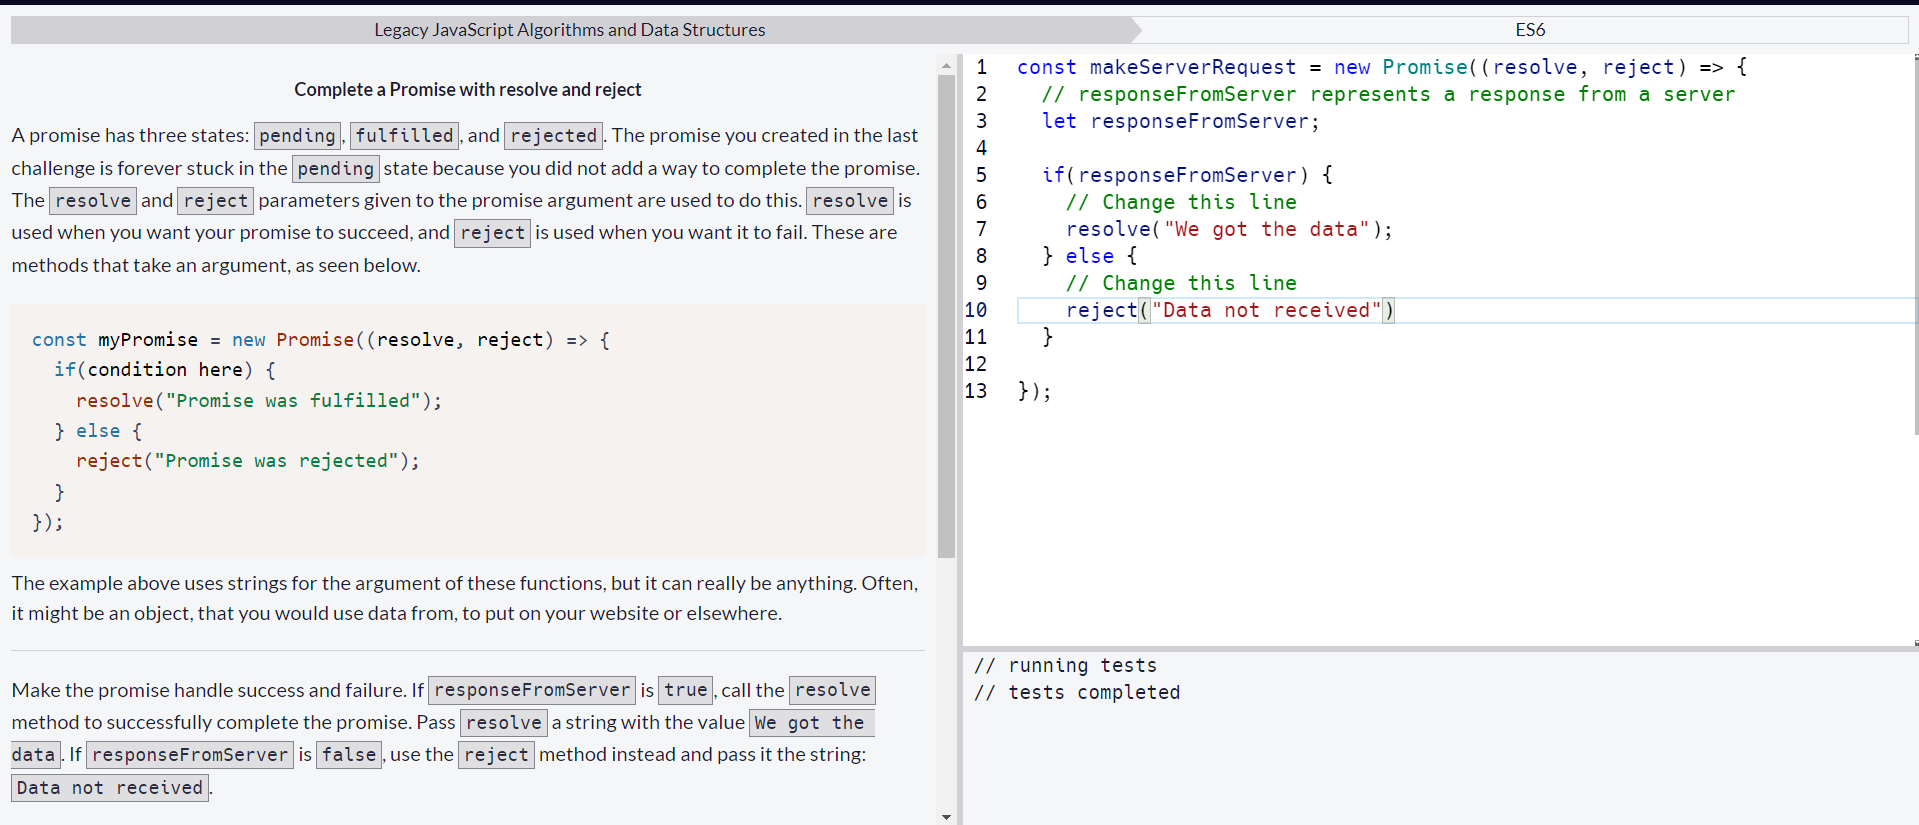 Legacy JavaScript Algorithms and Data Structures
ES6
Complete a Promise with resolve and reject
A promise has three states: pending, fulfilled, and rejected. The promise you created in the last
challenge is forever stuck in the pending state because you did not add a way to complete the promise.
The resolve and reject parameters given to the promise argument are used to do this. resolve is
used when you want your promise to succeed, and reject is used when you want it to fail. These are
methods that take an argument, as seen below.
const myPromise = new Promise((resolve, reject) => {
  if(condition here) {
    resolve("Promise was fulfilled");
  } else {
    reject("Promise was rejected");
  }
});
The example above uses strings for the argument of these functions, but it can really be anything. Often,
it might be an object, that you would use data from, to put on your website or elsewhere.
Make the promise handle success and failure. If responseFromServer is true, call the resolve
method to successfully complete the promise. Pass resolve a string with the value We got the
data. If responseFromServer is false, use the reject method instead and pass it the string:
Data not received.
1 const makeServerRequest = new Promise((resolve, reject) => {
2   // responseFromServer represents a response from a server
3   let responseFromServer;
4
5   if(responseFromServer) {
6     // Change this line
7     resolve("We got the data");
8   } else {
9     // Change this line
10     reject("Data not received")
11   }
12
13 });
// running tests
// tests completed